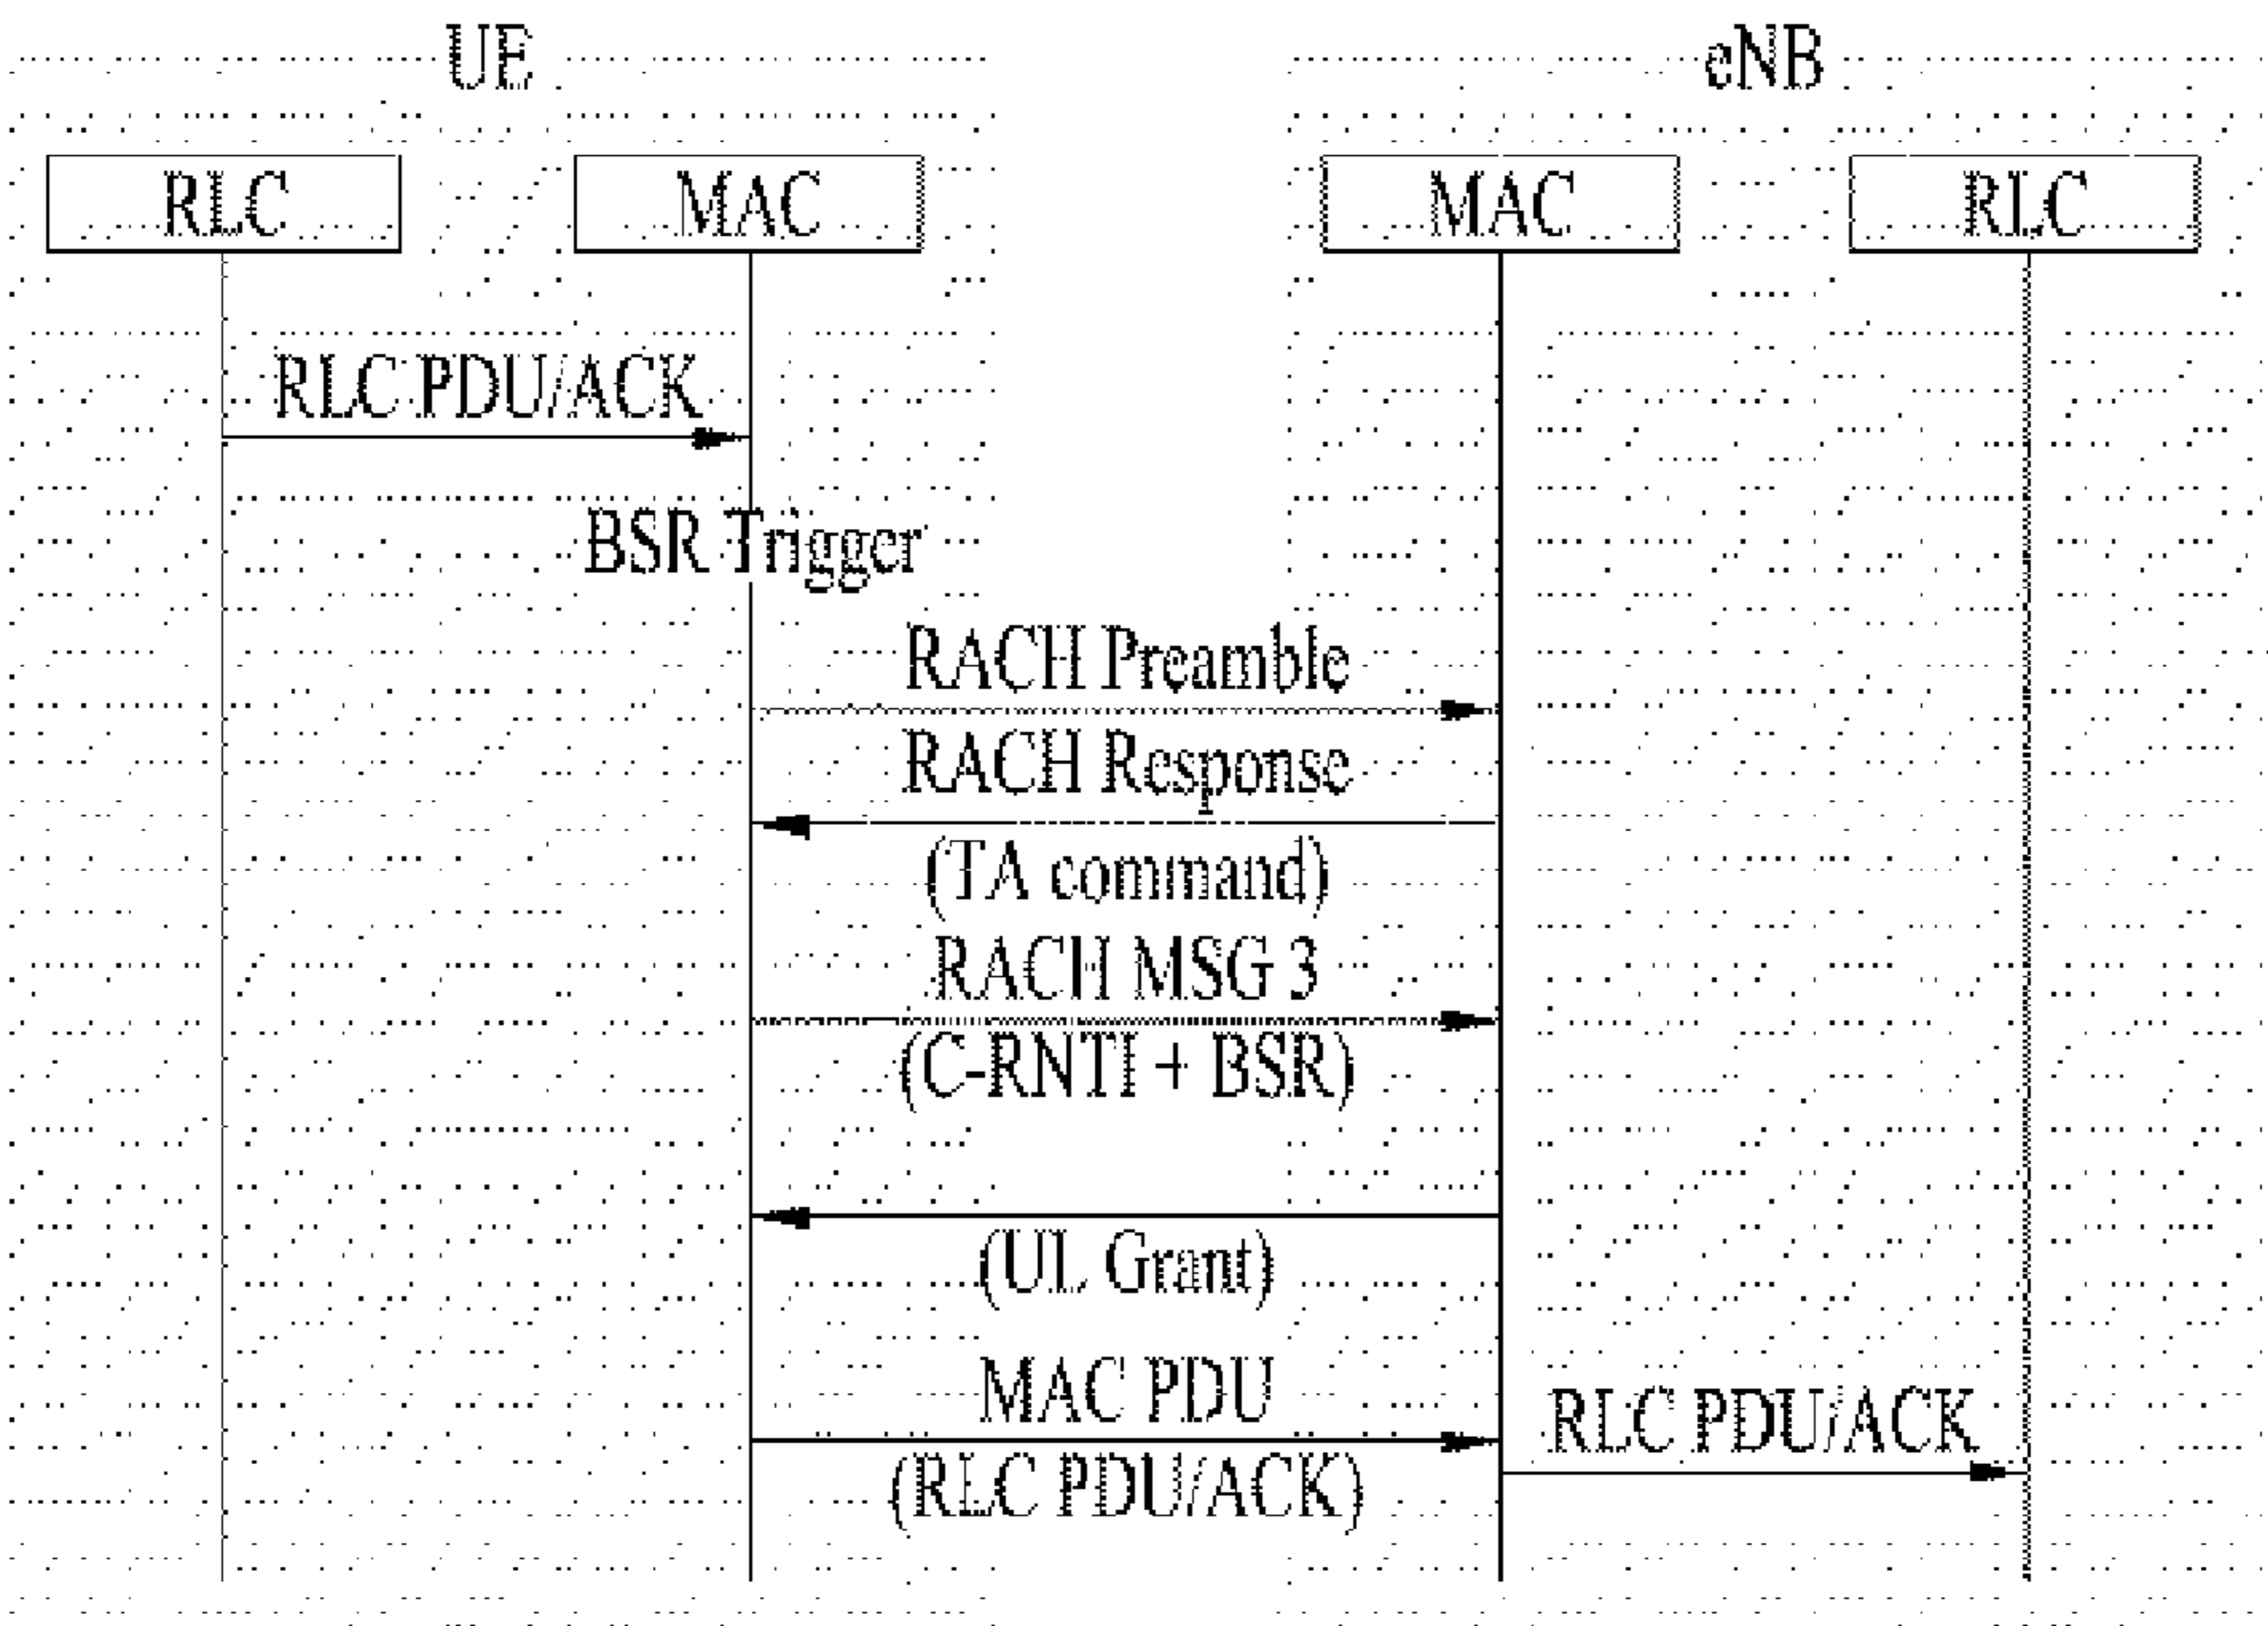 UE
eNB
RLC
MAC
MAC
RLC
RLC PDU/ACK
BSR Trigger
RACH Preamble
RACH Response
(TA command)
RACH MSG 3
(C-RNTI + BSR)
(UL Grant)
MAC PDU
RLC PDU/ACK
(RLC PDU/ACK)